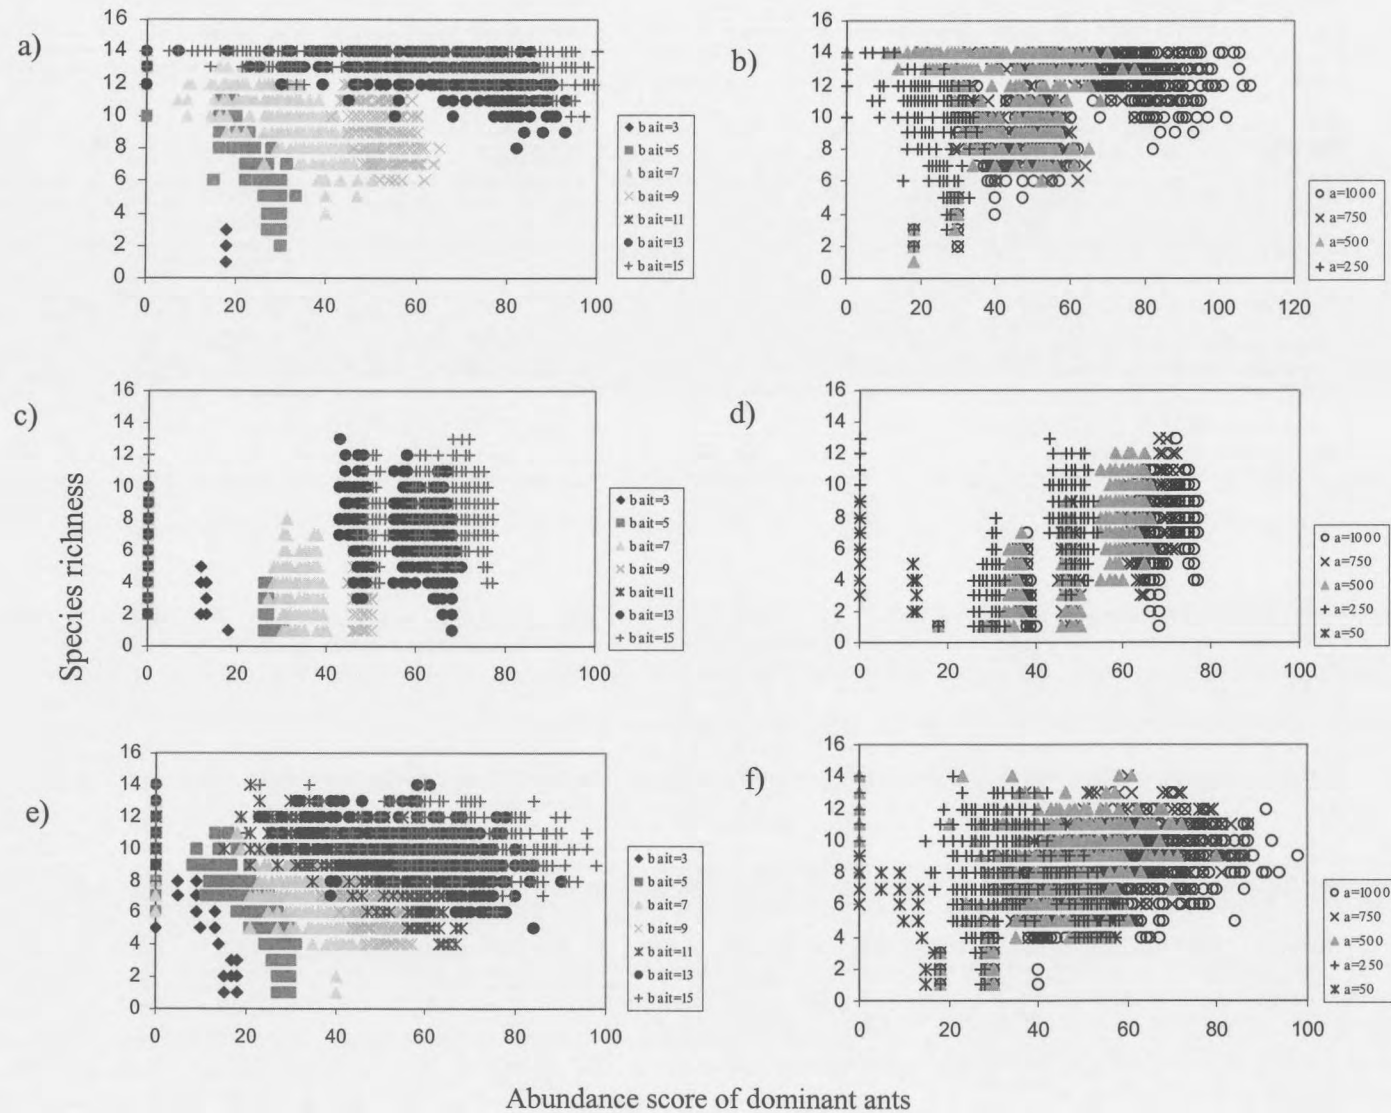 a)
16
14
12
10
8
6
4
2
0
0 20 40 60 80 100
bait=3
bait=5
bait=7
bait=9
bait=11
bait=13
bait=15
b)
16
14
12
10
8
6
4
2
0
0 20 40 60 80 100 120
a=1000
a=750
a=500
a=250
Species richness
c)
16
14
12
10
8
6
4
2
0
0 20 40 60 80 100
bait=3
bait=5
bait=7
bait=9
bait=11
bait=13
bait=15
d)
16
14
12
10
8
6
4
2
0
0 20 40 60 80 100
a=1000
a=750
a=500
a=250
a=50
e)
16
14
12
10
8
6
4
2
0
0 20 40 60 80 100
bait=3
bait=5
bait=7
bait=9
bait=11
bait=13
bait=15
f)
16
14
12
10
8
6
4
2
0
0 20 40 60 80 100
a=1000
a=750
a=500
a=250
a=50
Abundance score of dominant ants